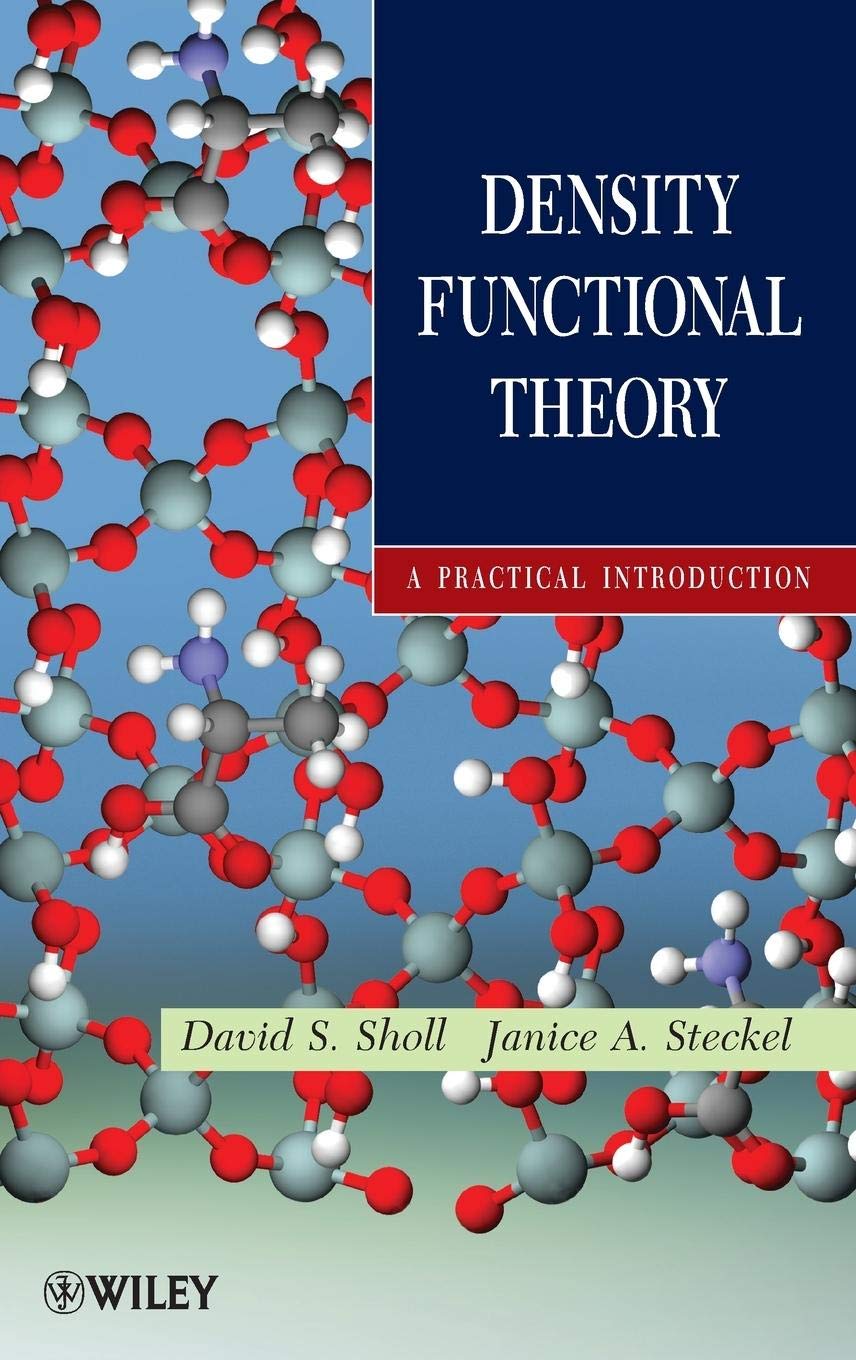 DENSITY
FUNCTIONAL
THEORY
A PRACTICAL INTRODUCTION
David S. Sholl Janice A. Steckel
WILEY